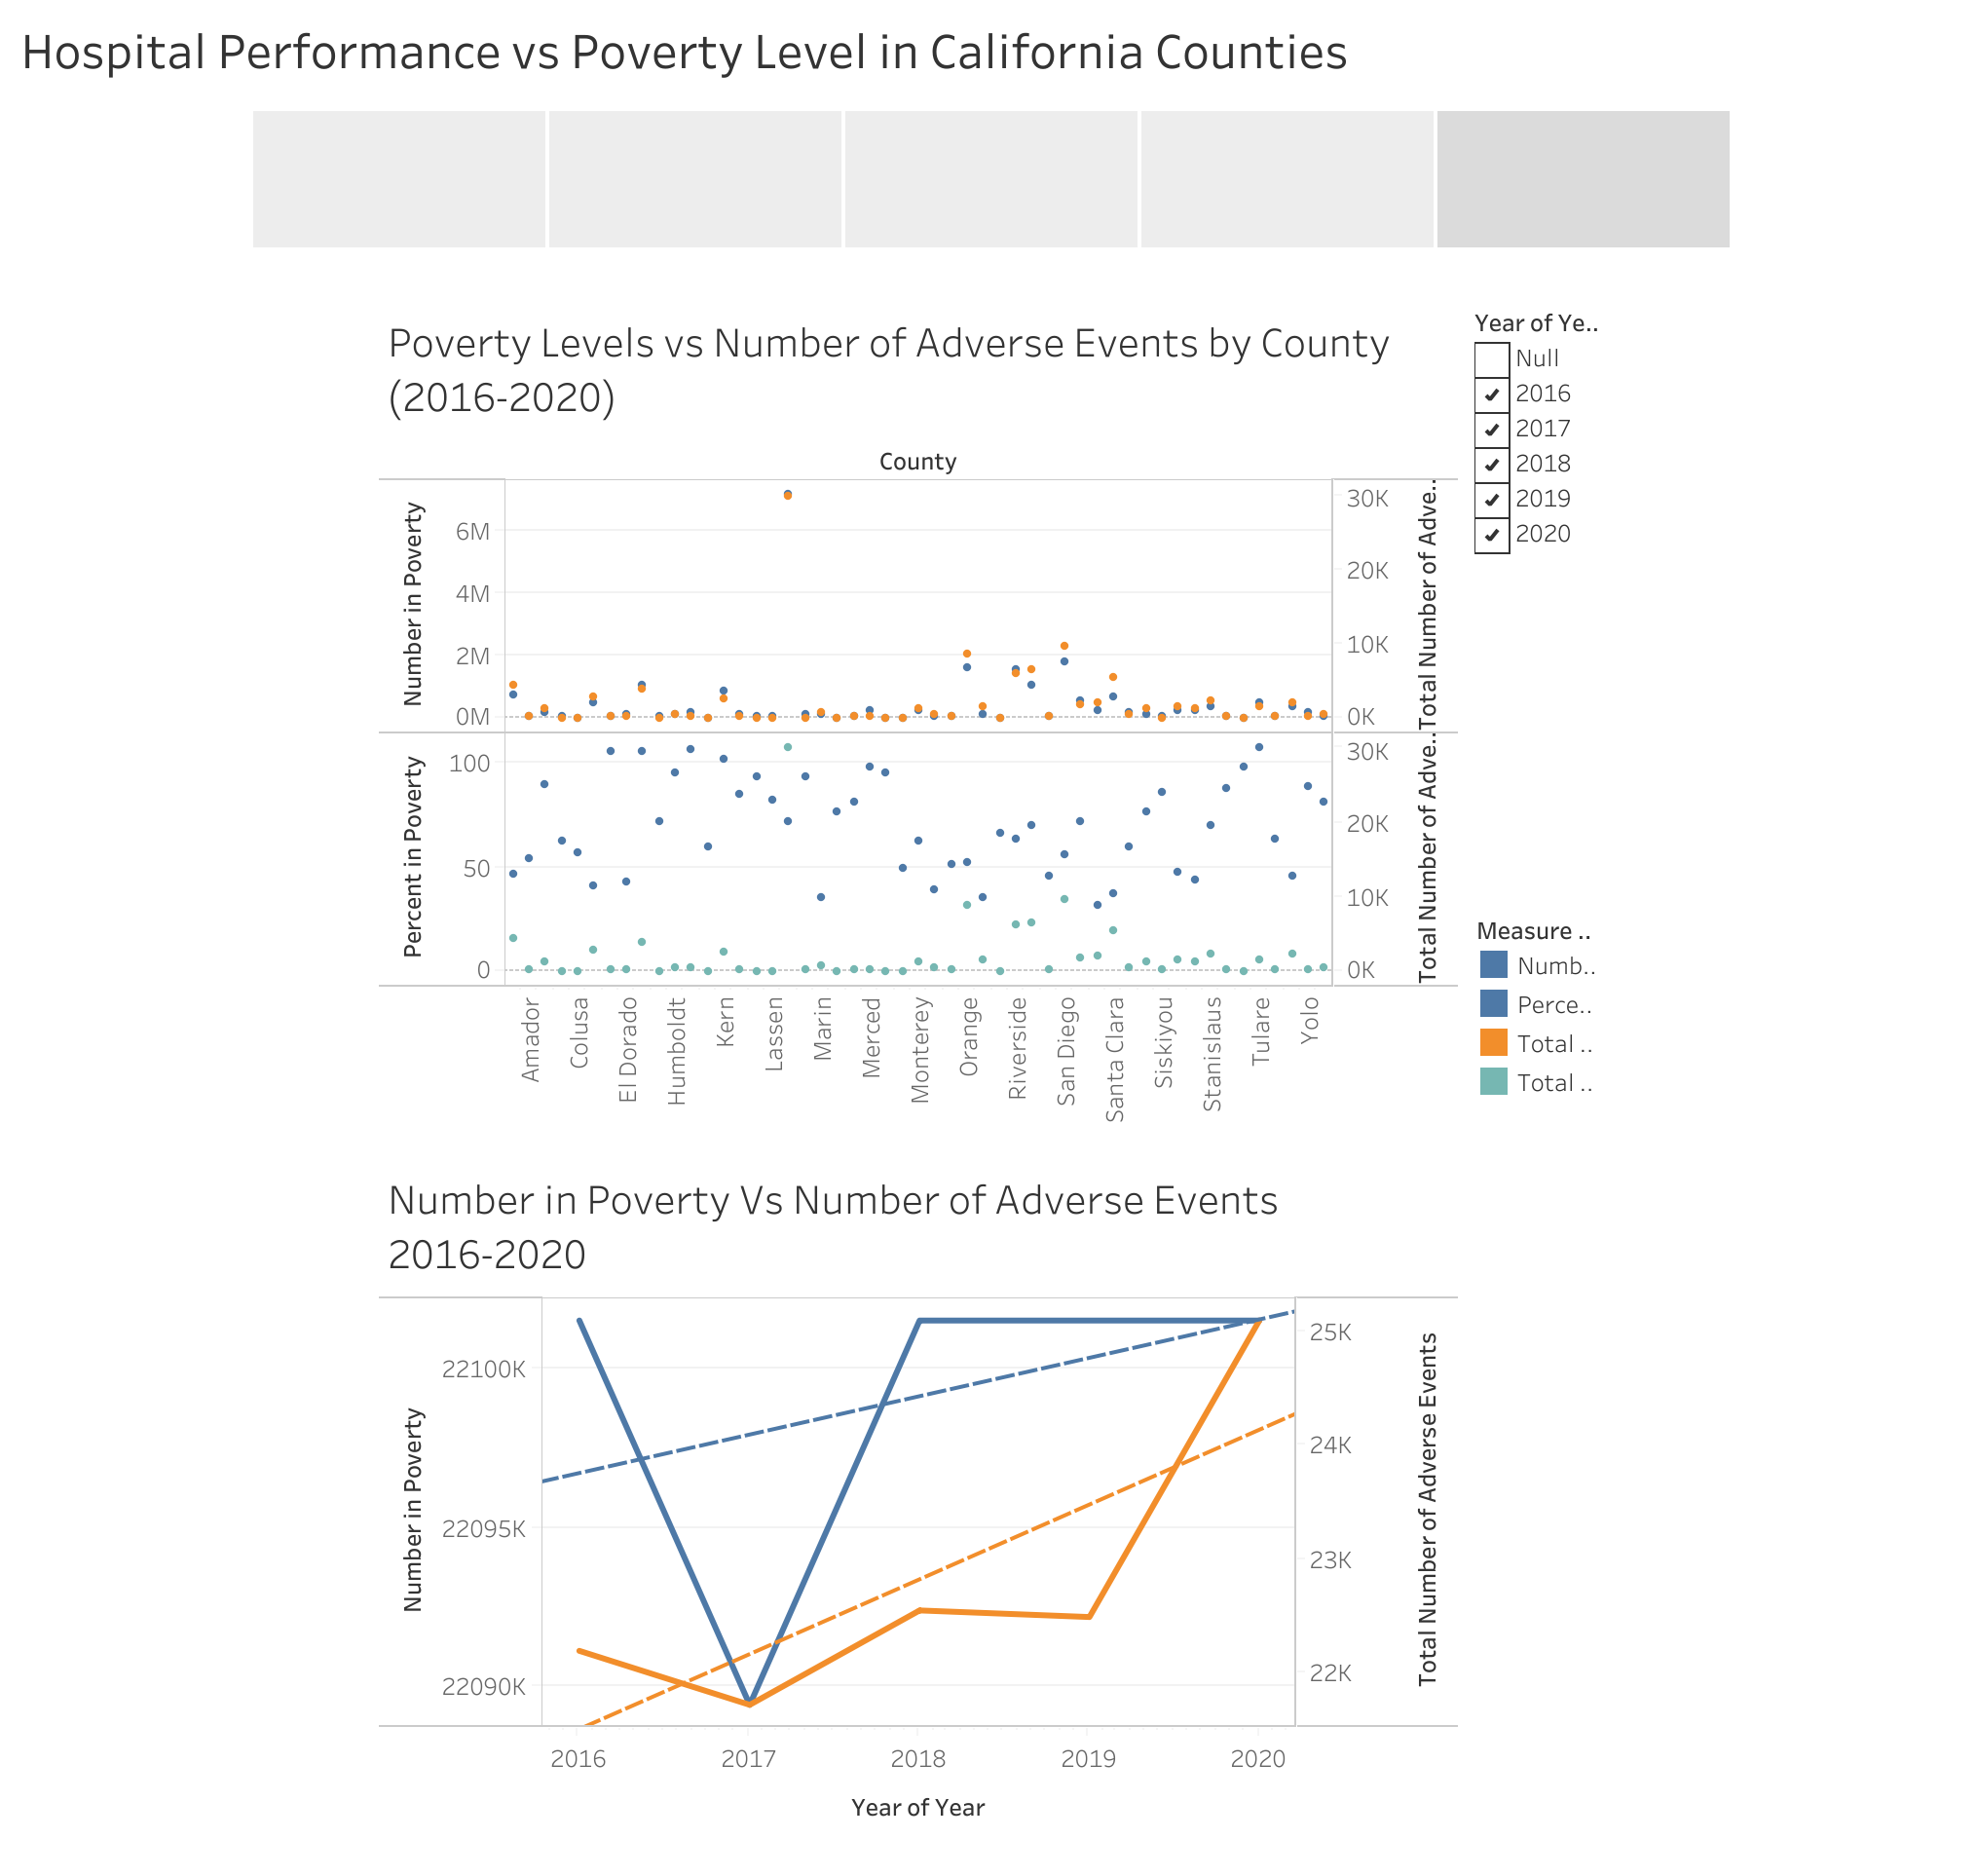 Hospital Performance vs Poverty Level in California Counties
Poverty Levels vs Number of Adverse Events by County
(2016-2020)
Year of Ye..
Null
2016
2017
2018
2019
2020
County
Number in Poverty
6M
4M
2M
0M
30K
20K
10K
0K
Total Number of Adve..
Percent in Poverty
100
50
0
30K
20K
10K
0K
Total Number of Adve..
Amador
Colusa
El Dorado
Humboldt
Kern
Lassen
Marin
Merced
Monterey
Orange
Riverside
San Diego
Santa Clara
Siskiyou
Stanislaus
Tulare
Yolo
Measure ..
Numb..
Perce..
Total ..
Total ..
Number in Poverty Vs Number of Adverse Events
2016-2020
Number in Poverty
22100K
22095K
22090K
25K
24K
23K
22K
Total Number of Adverse Events
2016
2017
2018
2019
2020
Year of Year